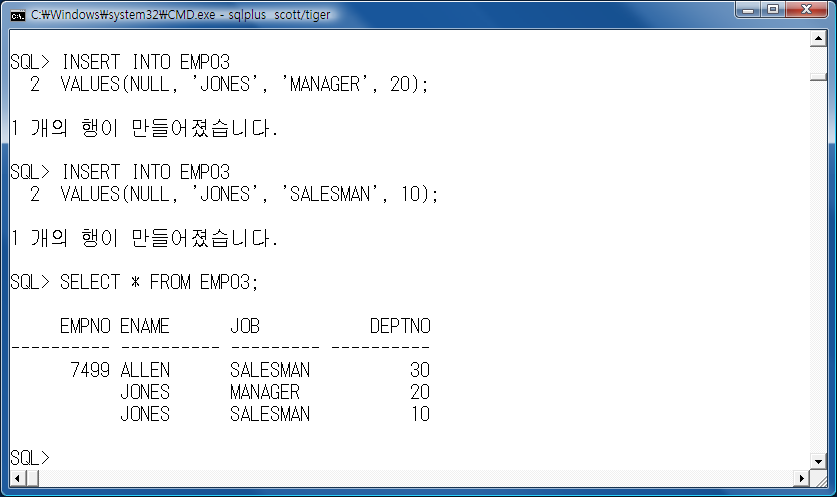 C:₩Windows₩system32₩CMD.exe - sqlplus  scott/tiger
SQL> INSERT INTO EMP03
  2  VALUES(NULL, 'JONES', 'MANAGER', 20);
1 개의 행이 만들어졌습니다.
SQL> INSERT INTO EMP03
  2  VALUES(NULL, 'JONES', 'SALESMAN', 10);
1 개의 행이 만들어졌습니다.
SQL> SELECT * FROM EMP03;
     EMPNO ENAME      JOB           DEPTNO
---------- ---------- --------- ----------
      7499 ALLEN      SALESMAN          30
           JONES      MANAGER           20
           JONES      SALESMAN          10
SQL>